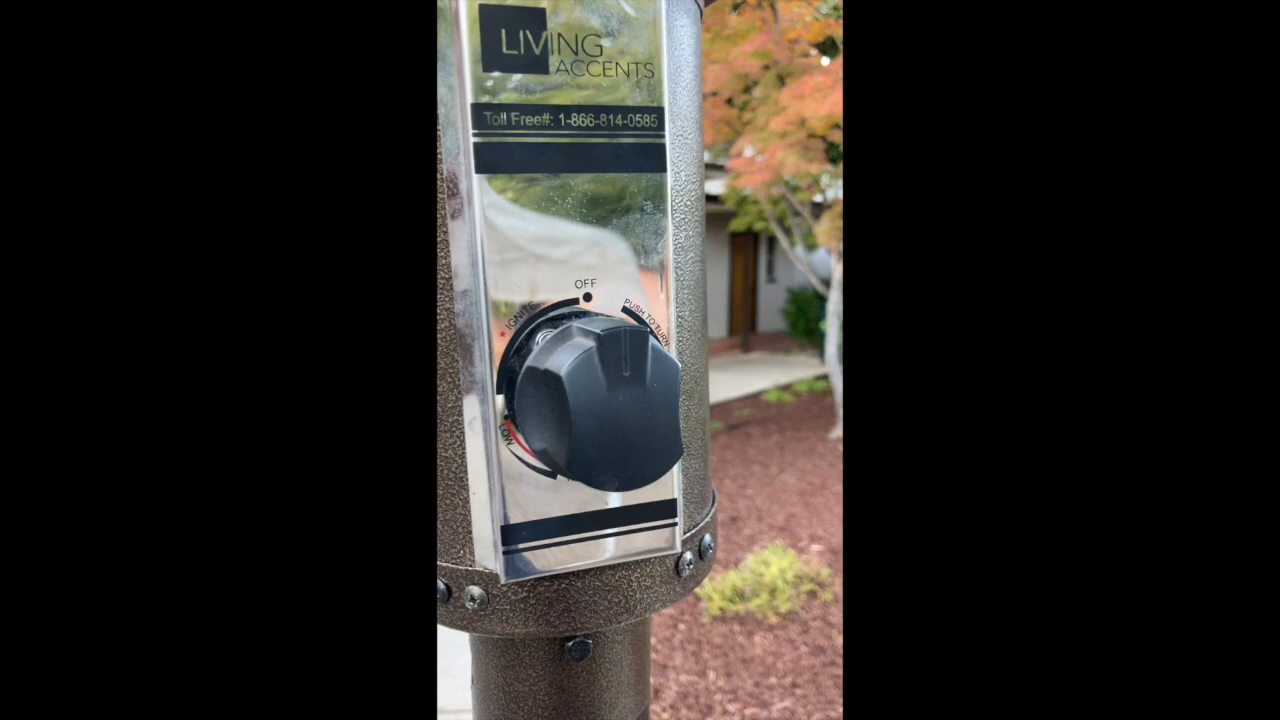 LIVING
ACCENTS
Toll Free#: 1-866-814-0585
OFF
IGNITE
PUSH TO TURN
LOW